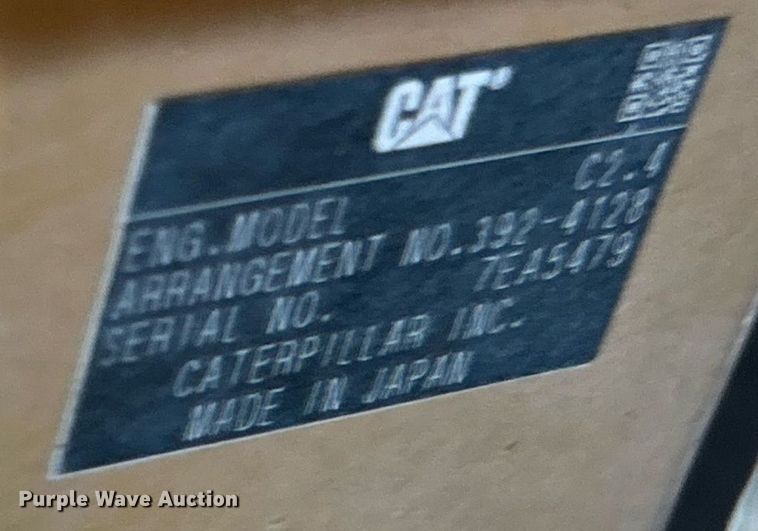 CAT®
ENG.MODEL C2.4
ARRANGEMENT NO.392-4128
SERIAL NO. 7EA5479
CATERPILLAR INC.
MADE IN JAPAN
Purple Wave Auction